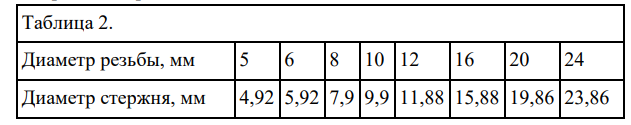 Таблица 2.
Диаметр резьбы, мм 5 6 8 10 12 16 20 24
Диаметр стержня, мм 4,92 5,92 7,9 9,9 11,88 15,88 19,86 23,86